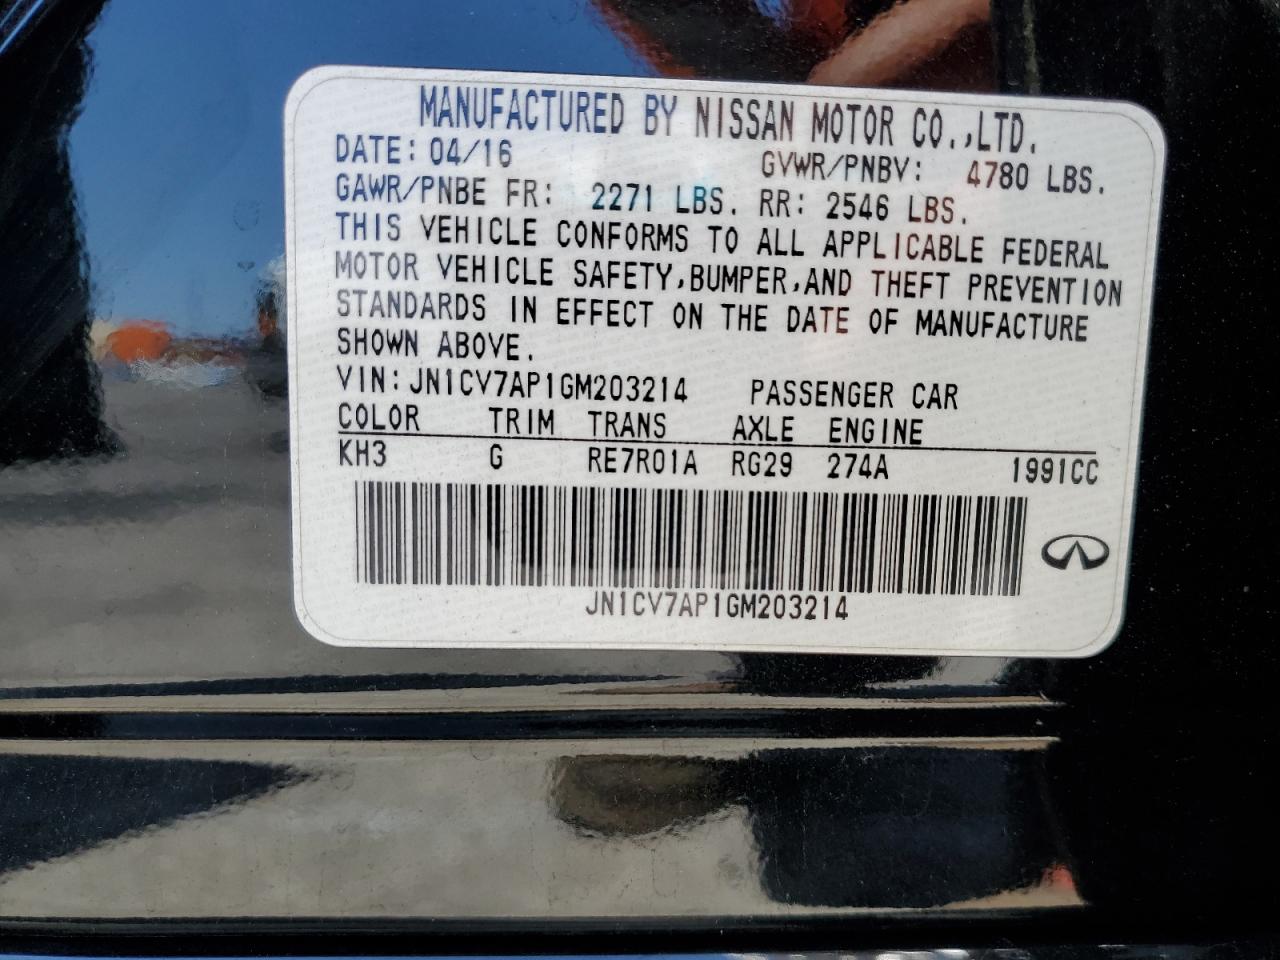 MANUFACTURED BY NISSAN MOTOR CO.,LTD.
DATE: 04/16 GVWR/PNBV: 4780 LBS.
GAWR/PNBE FR: 2271 LBS. RR: 2546 LBS.
THIS VEHICLE CONFORMS TO ALL APPLICABLE FEDERAL
MOTOR VEHICLE SAFETY,BUMPER,AND THEFT PREVENTION
STANDARDS IN EFFECT ON THE DATE OF MANUFACTURE
SHOWN ABOVE.
VIN: JN1CV7AP1GM203214 PASSENGER CAR
COLOR TRIM TRANS AXLE ENGINE
KH3 G RE7R01A RG29 274A 1991CC
JN1CV7AP1GM203214